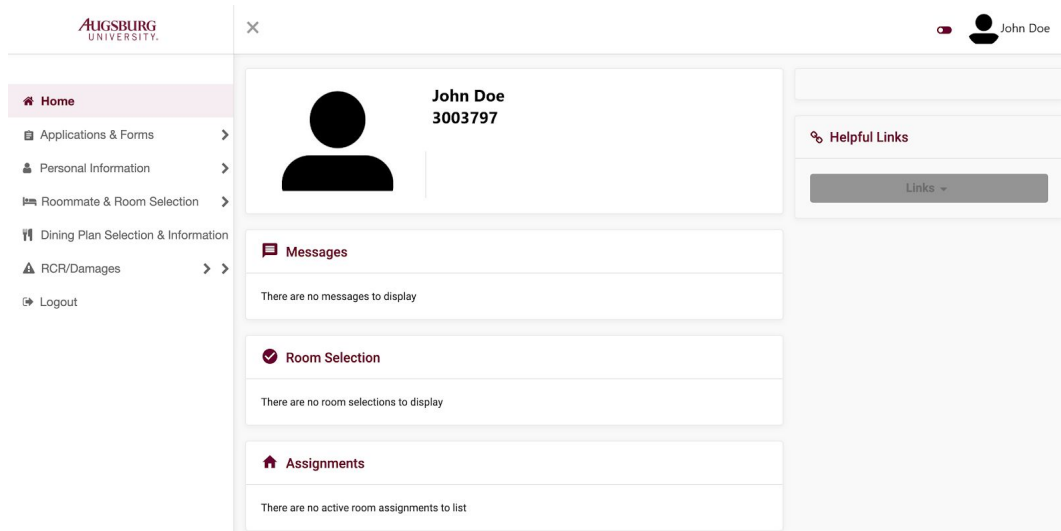 AUGSBURG
UNIVERSITY.
John Doe
Home
Applications & Forms
Personal Information
Roommate & Room Selection
Dining Plan Selection & Information
RCR/Damages
Logout
John Doe
3003797
Messages
There are no messages to display
Room Selection
There are no room selections to display
Assignments
There are no active room assignments to list
Helpful Links
Links